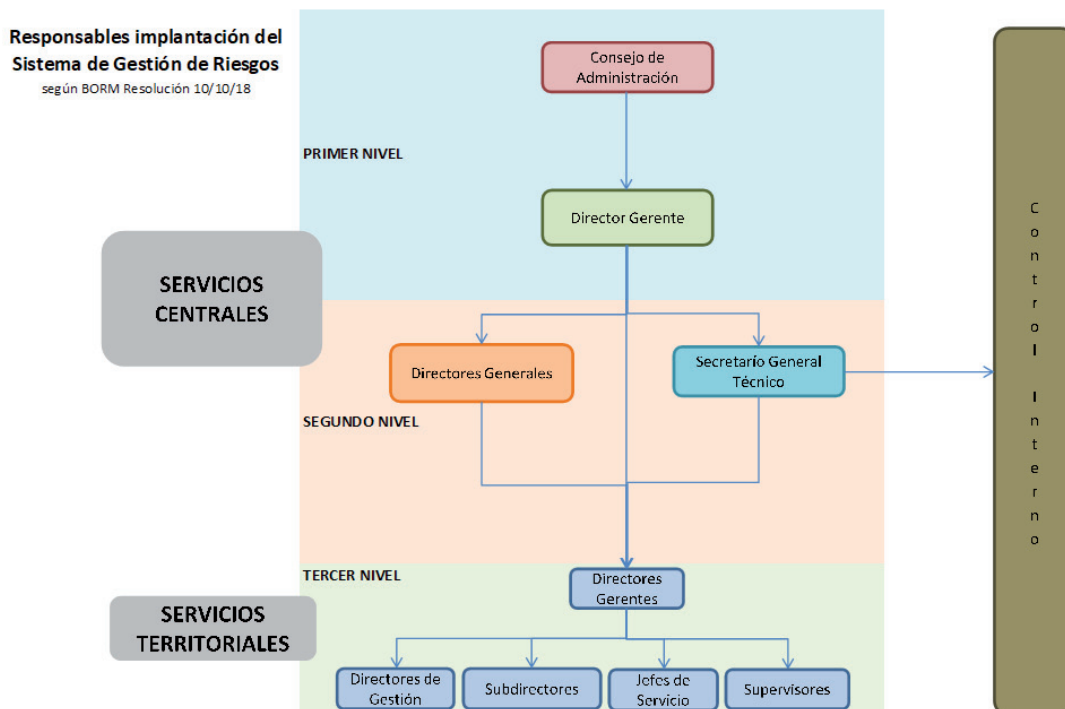 Responsables implantación del
Sistema de Gestión de Riesgos
según BORM Resolución 10/10/18
Consejo de
Administración
PRIMER NIVEL
Director Gerente
SERVICIOS
CENTRALES
Directores Generales
Secretario General
Técnico
SEGUNDO NIVEL
TERCER NIVEL
Directores
Gerentes
SERVICIOS
TERRITORIALES
Directores de
Gestión
Subdirectores
Jefes de
Servicio
Supervisores
Control Interno